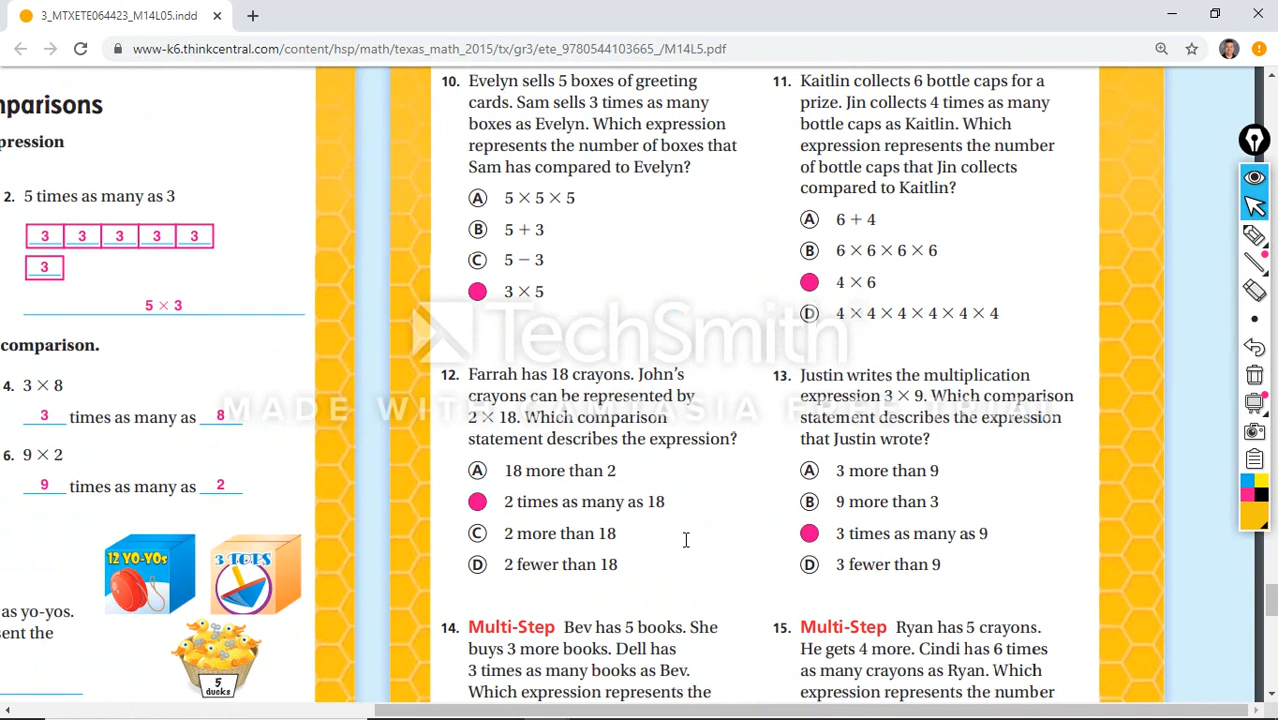 3_MTXETE064423_M14L05.indd
www-k6.thinkcentral.com/content/hsp/math/texas_math_2015/tx/gr3/ete_9780544103665_/M14L5.pdf
mparisons
pression
2. 5 times as many as 3
3 3 3 3 3
3
5 × 3
comparison.
4. 3 × 8
3 times as many as 8
6. 9 × 2
9 times as many as 2
12 YO-YOs
3 TOPS
as yo-yos.
sent the
5
ducks
10. Evelyn sells 5 boxes of greeting
cards. Sam sells 3 times as many
boxes as Evelyn. Which expression
represents the number of boxes that
Sam has compared to Evelyn?
A 5 × 5 × 5
B 5 + 3
C 5 − 3
3 × 5
12. Farrah has 18 crayons. John's
crayons can be represented by
2 × 18. Which comparison
statement describes the expression?
A 18 more than 2
2 times as many as 18
C 2 more than 18
D 2 fewer than 18
14. Multi-Step Bev has 5 books. She
buys 3 more books. Dell has
3 times as many books as Bev.
Which expression represents the
11. Kaitlin collects 6 bottle caps for a
prize. Jin collects 4 times as many
bottle caps as Kaitlin. Which
expression represents the number
of bottle caps that Jin collects
compared to Kaitlin?
A 6 + 4
B 6 × 6 × 6 × 6
4 × 6
D 4 × 4 × 4 × 4 × 4 × 4
13. Justin writes the multiplication
expression 3 × 9. Which comparison
statement describes the expression
that Justin wrote?
A 3 more than 9
B 9 more than 3
3 times as many as 9
D 3 fewer than 9
15. Multi-Step Ryan has 5 crayons.
He gets 4 more. Cindi has 6 times
as many crayons as Ryan. Which
expression represents the number
TechSmith
MADE WITH CAMTASIA FREE TRIAL